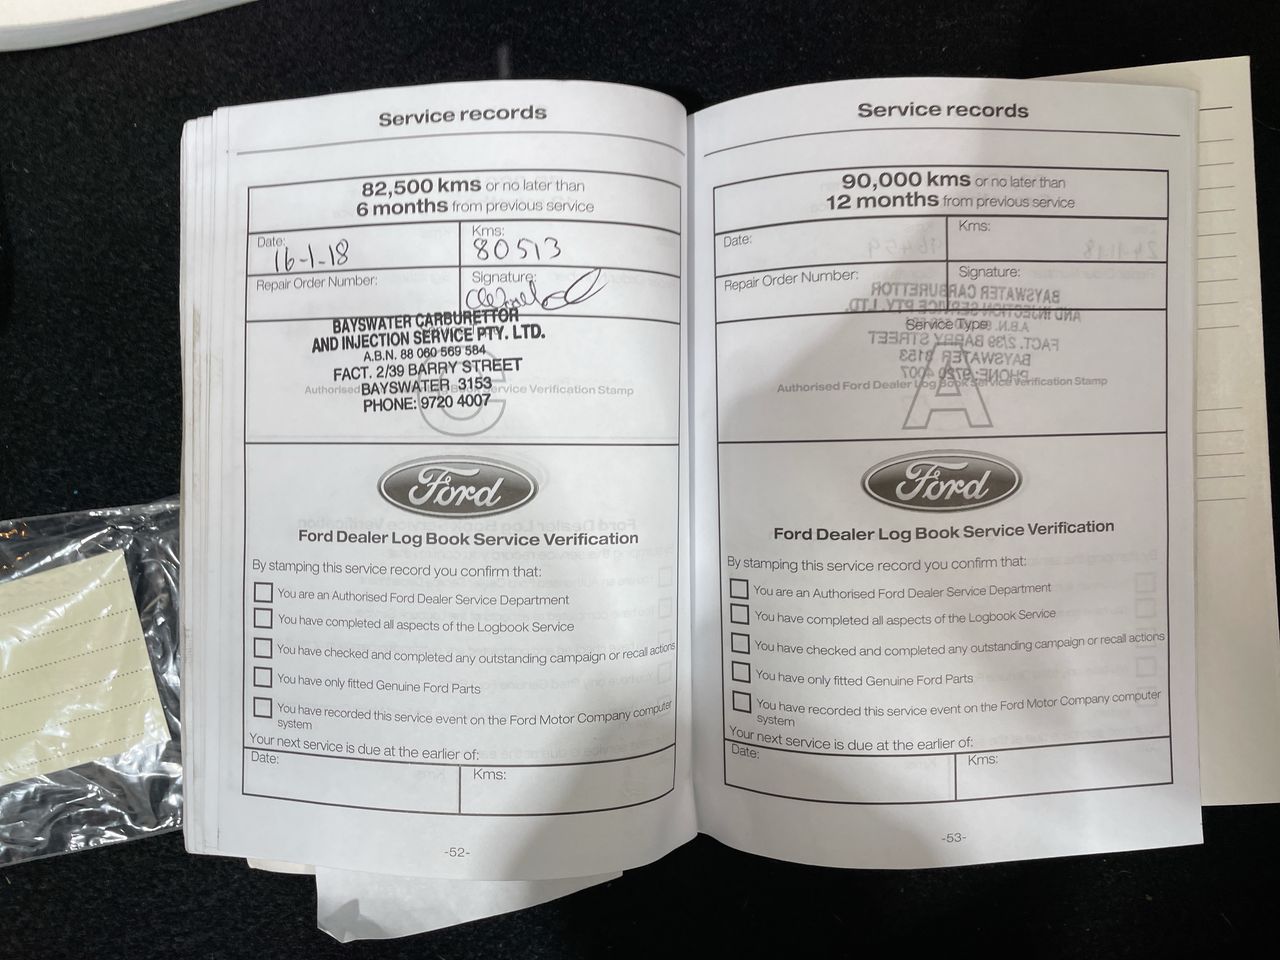 Service records
82,500 kms or no later than
6 months from previous service
Date:
16-1-18
Kms:
80513
Repair Order Number:
Signature:
BAYSWATER CARBURETTOR
AND INJECTION SERVICE PTY. LTD.
A.B.N. 88 060 569 584
FACT. 2/39 BARRY STREET
BAYSWATER 3153
PHONE: 9720 4007
Authorised Book Service Verification Stamp
C
Ford
Ford Dealer Log Book Service Verification
By stamping this service record you confirm that:
You are an Authorised Ford Dealer Service Department
You have completed all aspects of the Logbook Service
You have checked and completed any outstanding campaign or recall actions
You have only fitted Genuine Ford Parts
You have recorded this service event on the Ford Motor Company computer
system
Your next service is due at the earlier of:
Date:
Kms:
-52-
Service records
90,000 kms or no later than
12 months from previous service
Date:
Kms:
Repair Order Number:
Signature:
Service Type:
Authorised Ford Dealer Log Book Service Verification Stamp
A
Ford
Ford Dealer Log Book Service Verification
By stamping this service record you confirm that:
You are an Authorised Ford Dealer Service Department
You have completed all aspects of the Logbook Service
You have checked and completed any outstanding campaign or recall actions
You have only fitted Genuine Ford Parts
You have recorded this service event on the Ford Motor Company computer
system
Your next service is due at the earlier of:
Date:
Kms:
-53-